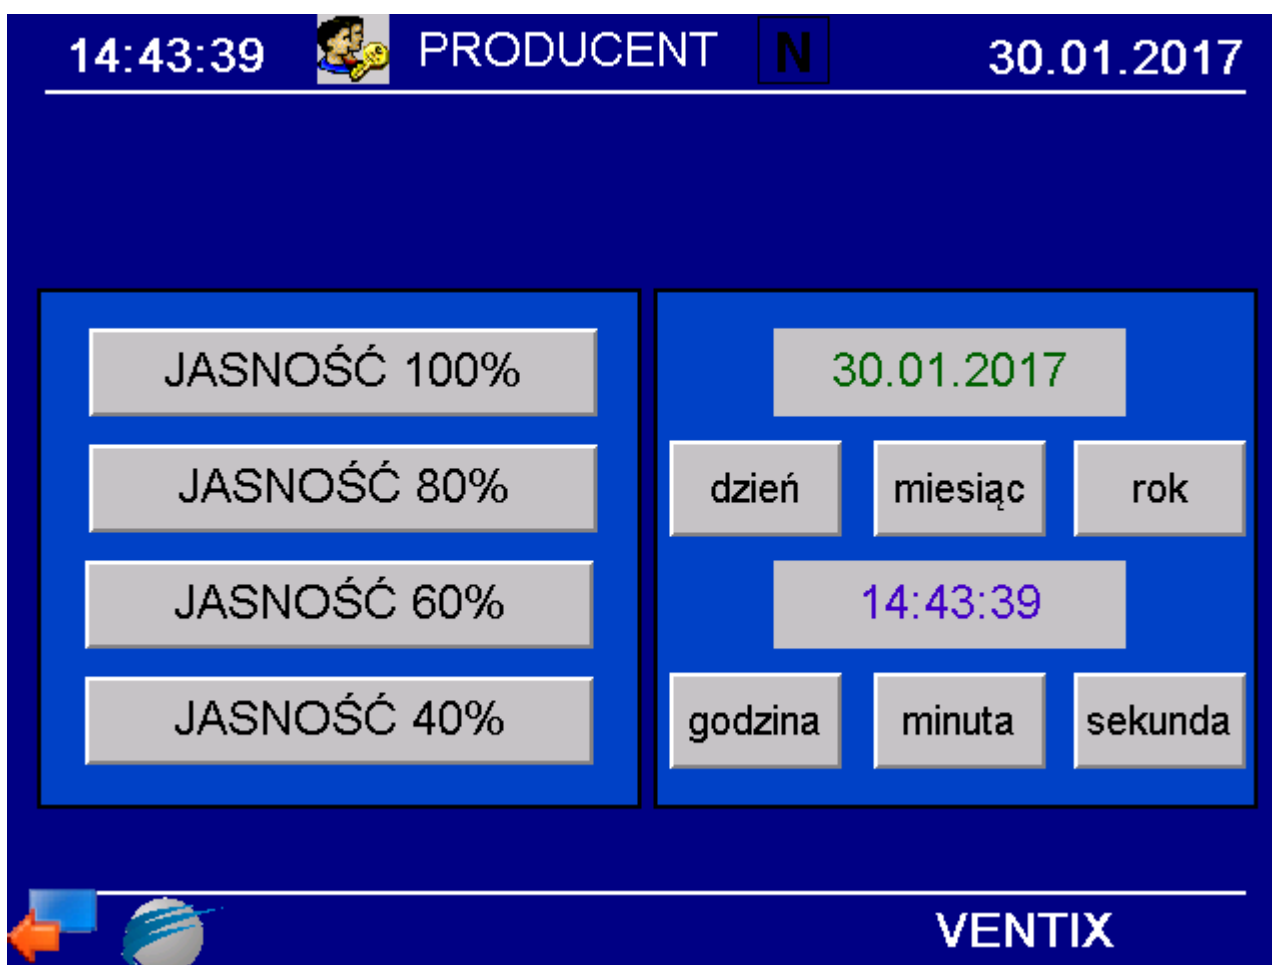 14:43:39 PRODUCENT N 30.01.2017
JASNOŚĆ 100%
JASNOŚĆ 80%
JASNOŚĆ 60%
JASNOŚĆ 40%
30.01.2017
dzień miesiąc rok
14:43:39
godzina minuta sekunda
VENTIX